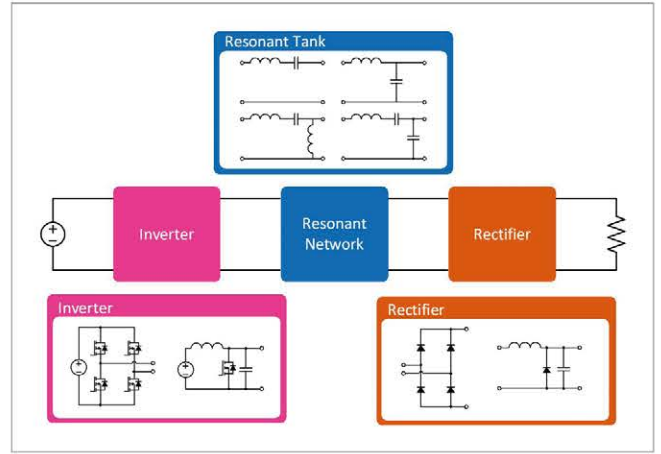 Resonant Tank
Inverter
Resonant
Network
Rectifier
Inverter
Rectifier